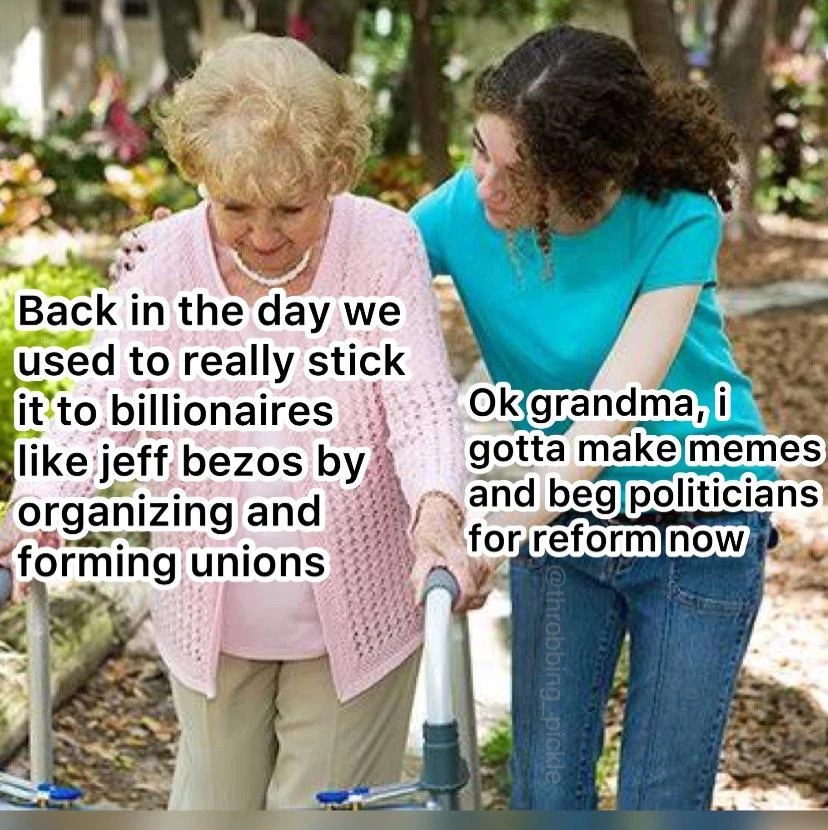 Back in the day we
used to really stick
it to billionaires
like jeff bezos by
organizing and
forming unions
Ok grandma, i
gotta make memes
and beg politicians
for reform now
@throbbing_pickle